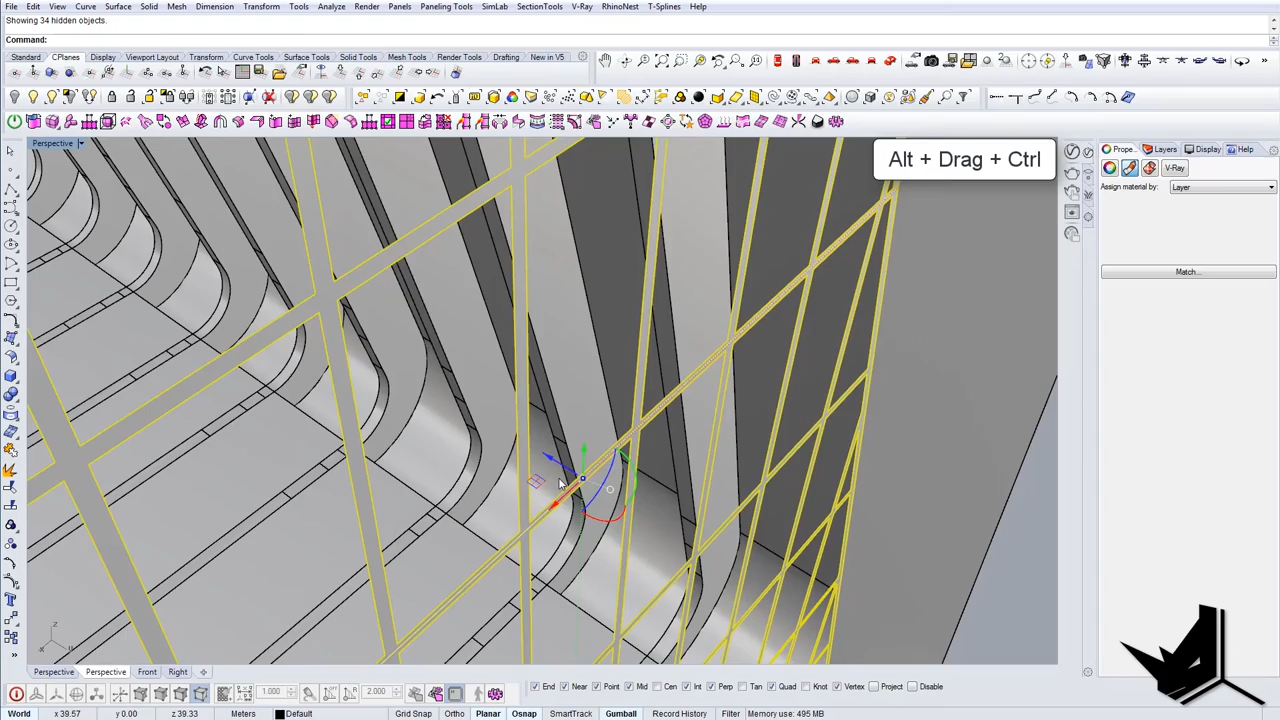 File Edit View Curve Surface Solid Mesh Dimension Transform Tools Analyze Render Panels Paneling Tools SimLab SectionTools V-Ray RhinoNest T-Splines Help
Showing 34 hidden objects.
Command:
Standard CPlanes Display Viewport Layout Transform Curve Tools Surface Tools Solid Tools Mesh Tools Render Tools Drafting New in V5
Perspective
Alt + Drag + Ctrl
Prope... Layers Display Help
V-Ray
Assign material by: Layer
Match...
z
x
Perspective Perspective Front Right
End Near Point Mid Cen Int Perp Tan Quad Knot Vertex Project Disable
1.000 2.000
World x 39.57 y 0.00 z 39.33 Meters Default Grid Snap Ortho Planar Osnap SmartTrack Gumball Record History Filter Memory use: 495 MB